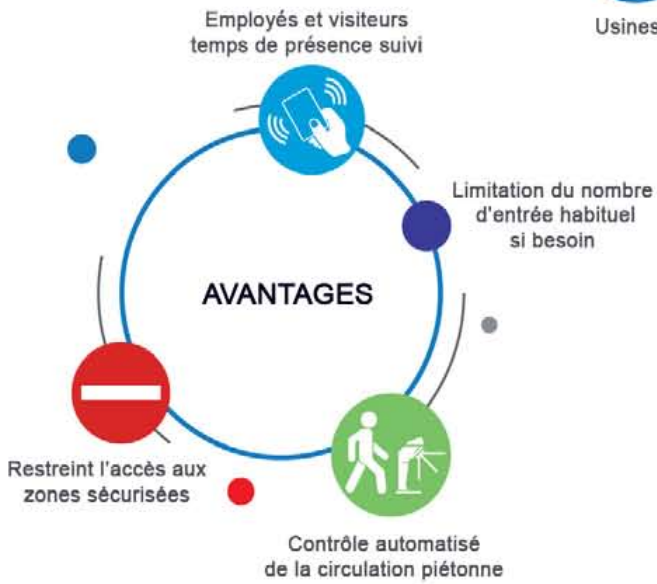 Employés et visiteurs
temps de présence suivi
Usines
Limitation du nombre
d'entrée habituel
si besoin
AVANTAGES
Restreint l'accès aux
zones sécurisées
Contrôle automatisé
de la circulation piétonne